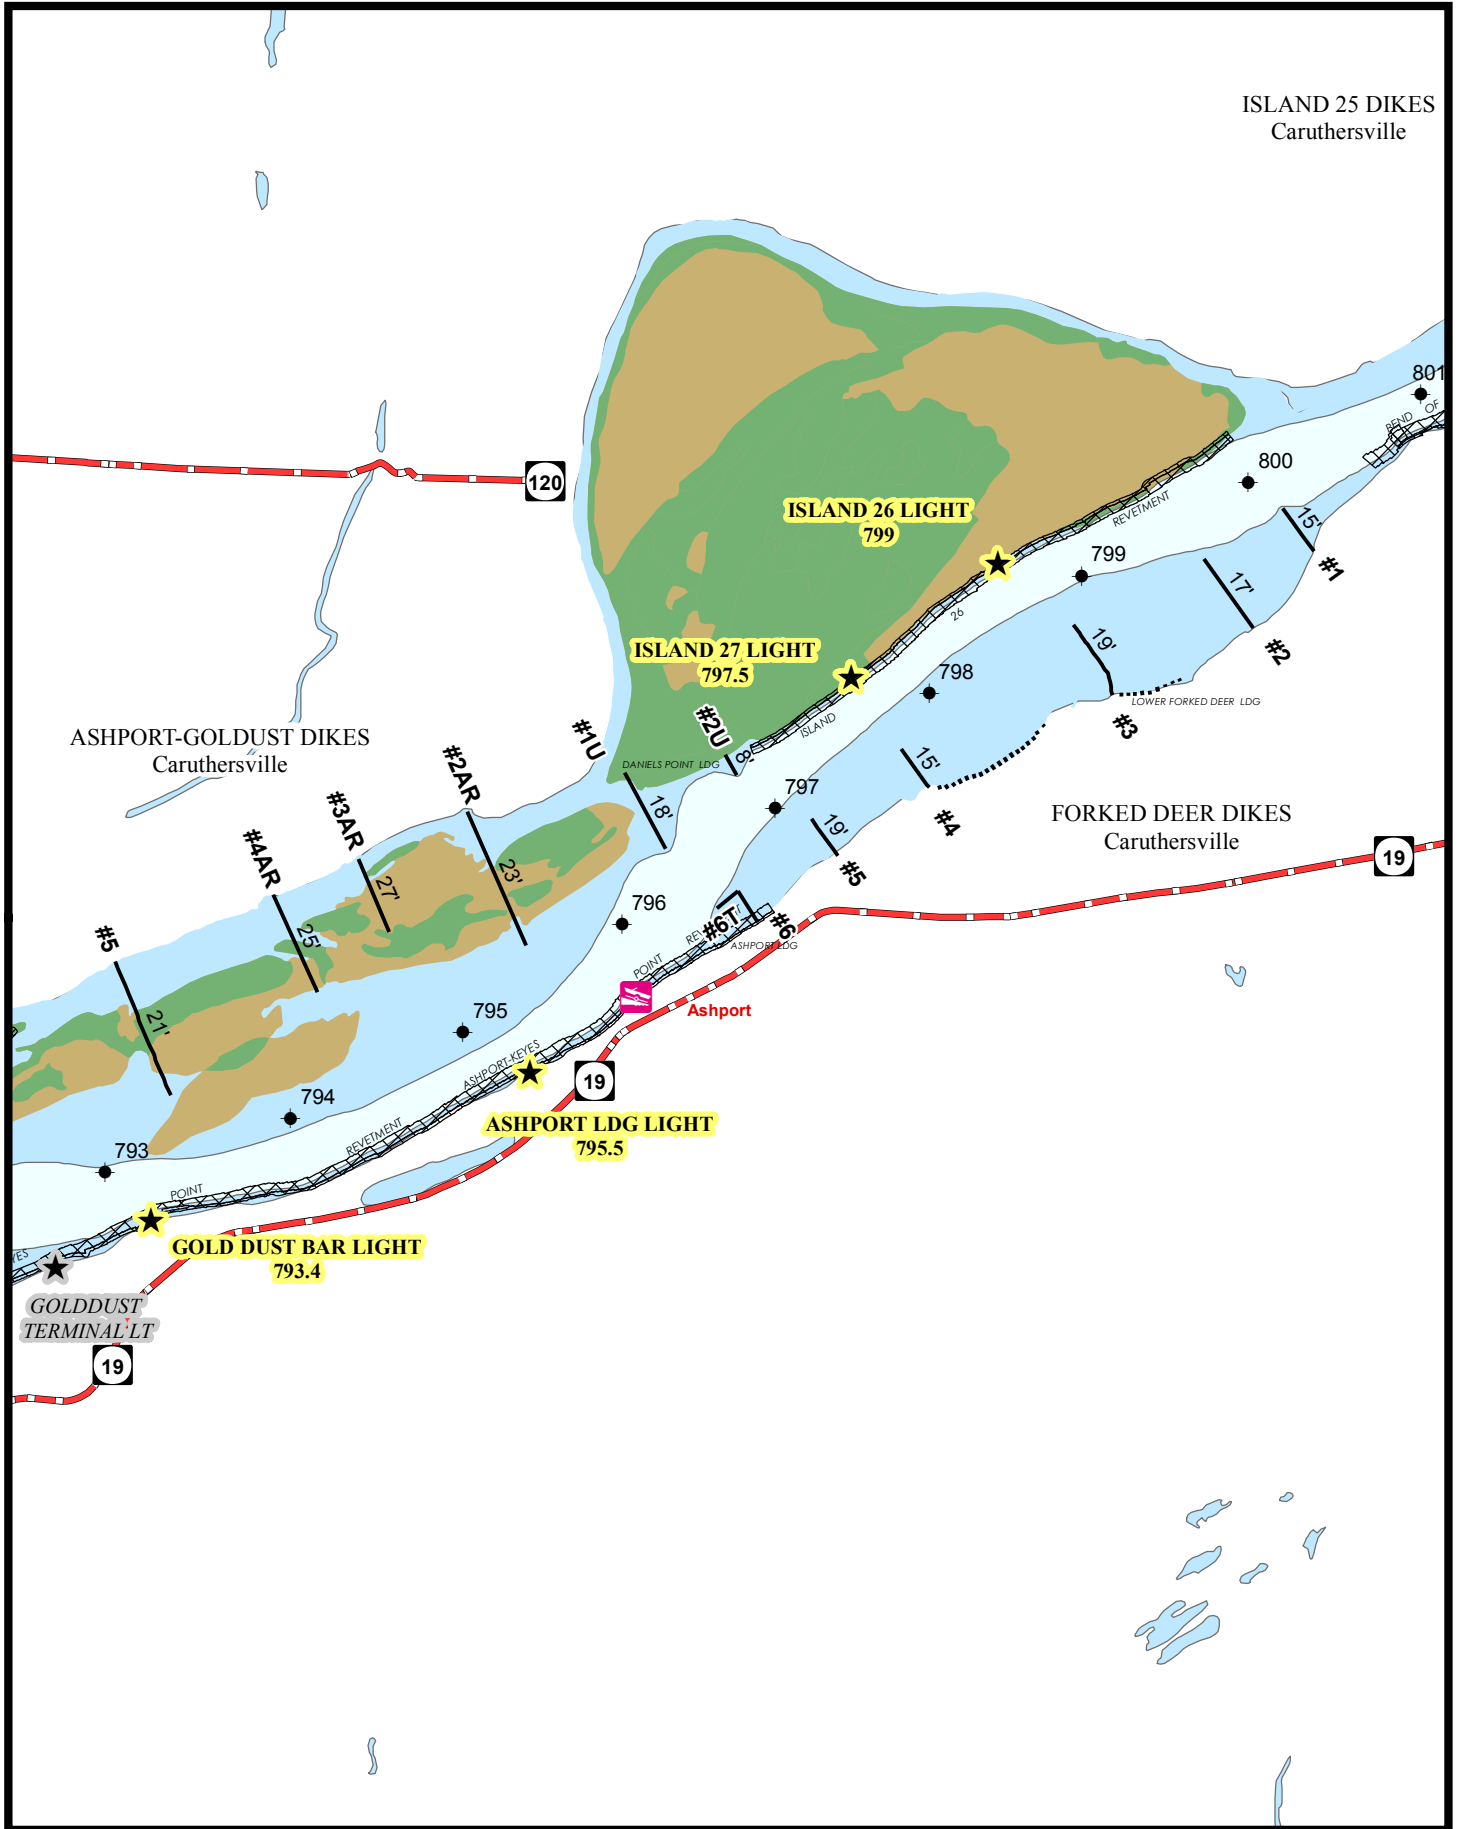 ISLAND 25 DIKES
Caruthersville
801
BEND OF
120
800
ISLAND 26 LIGHT
799
REVETMENT
15'
#1
799
17'
#2
26
19'
ISLAND 27 LIGHT
797.5
798
LOWER FORKED DEER LDG
#3
ISLAND
#2U
8'
#1U
DANIELS POINT LDG
18'
ASHPORT-GOLDUST DIKES
Caruthersville
#2AR
23'
#3AR
27'
#4AR
25'
#5
21'
797
15'
#4
19'
#5
FORKED DEER DIKES
Caruthersville
19
796
#6T
#6
ASHPORT LDG
POINT
Ashport
795
ASHPORT-KEYES
19
794
ASHPORT LDG LIGHT
795.5
REVETMENT
793
POINT
GOLD DUST BAR LIGHT
793.4
GOLDDUST
TERMINAL LT
19